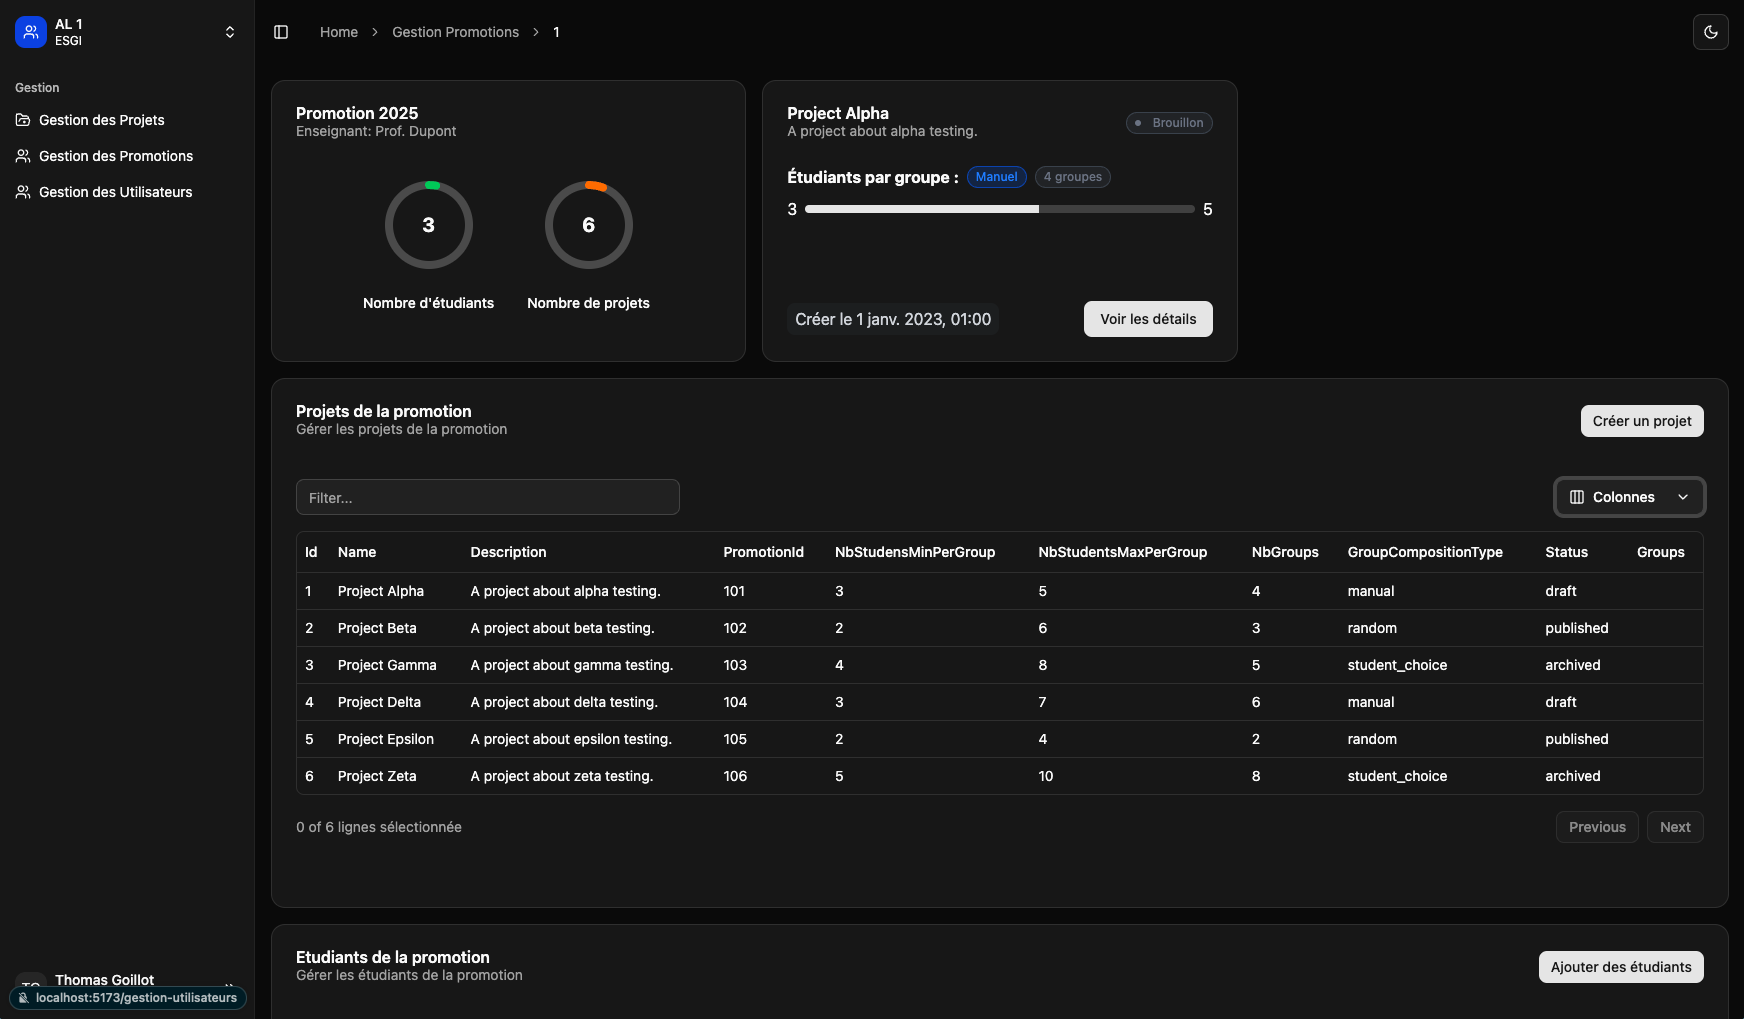 AL 1
ESGI
Gestion
Gestion des Projets
Gestion des Promotions
Gestion des Utilisateurs
Thomas Goillot
localhost:5173/gestion-utilisateurs
Home > Gestion Promotions > 1
Promotion 2025
Enseignant: Prof. Dupont
3
6
Nombre d'étudiants
Nombre de projets
Project Alpha
A project about alpha testing.
Brouillon
Étudiants par groupe : Manuel 4 groupes
3 5
Créer le 1 janv. 2023, 01:00
Voir les détails
Projets de la promotion
Gérer les projets de la promotion
Créer un projet
Filter...
Colonnes
Id Name Description PromotionId NbStudensMinPerGroup NbStudentsMaxPerGroup NbGroups GroupCompositionType Status Groups
1 Project Alpha A project about alpha testing. 101 3 5 4 manual draft
2 Project Beta A project about beta testing. 102 2 6 3 random published
3 Project Gamma A project about gamma testing. 103 4 8 5 student_choice archived
4 Project Delta A project about delta testing. 104 3 7 6 manual draft
5 Project Epsilon A project about epsilon testing. 105 2 4 2 random published
6 Project Zeta A project about zeta testing. 106 5 10 8 student_choice archived
0 of 6 lignes sélectionnée
Previous Next
Etudiants de la promotion
Gérer les étudiants de la promotion
Ajouter des étudiants